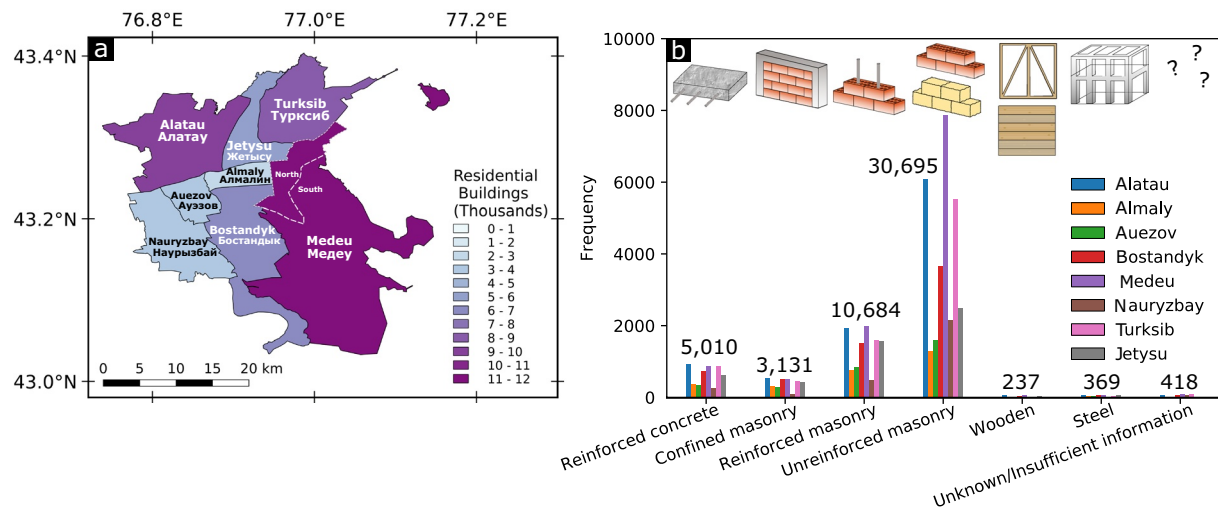 76.8°E
77.0°E
77.2°E
a
43.4°N
43.2°N
43.0°N
Alatau
Алатау
Turksib
Турксиб
Jetysu
Жетысу
Almaly
Алмалин
North
South
Auezov
Ауэзов
Bostandyk
Бостандык
Nauryzbay
Наурызбай
Medeu
Медеу
Residential
Buildings
(Thousands)
0 - 1
1 - 2
2 - 3
3 - 4
4 - 5
5 - 6
6 - 7
7 - 8
8 - 9
9 - 10
10 - 11
11 - 12
0 5 10 15 20 km
b
Frequency
10000
8000
6000
4000
2000
0
? ? ?
5,010
3,131
10,684
30,695
237
369
418
Alatau
Almaly
Auezov
Bostandyk
Medeu
Nauryzbay
Turksib
Jetysu
Reinforced concrete
Confined masonry
Reinforced masonry
Unreinforced masonry
Wooden
Steel
Unknown/Insufficient information